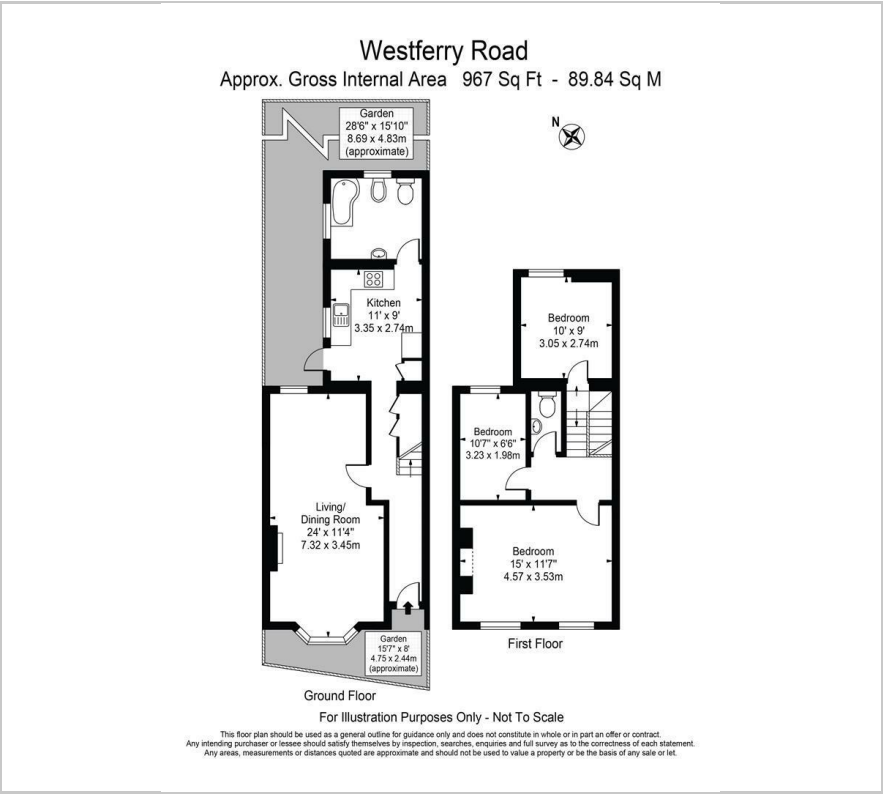 Westferry Road
Approx. Gross Internal Area 967 Sq Ft - 89.84 Sq M
Garden
28'6" x 15'10"
8.69 x 4.83m
(approximate)
N
Kitchen
11' x 9'
3.35 x 2.74m
Bedroom
10' x 9'
3.05 x 2.74m
Bedroom
10'7" x 6'6"
3.23 x 1.98m
Living/
Dining Room
24' x 11'4"
7.32 x 3.45m
Bedroom
15' x 11'7"
4.57 x 3.53m
Garden
15'7" x 8'
4.75 x 2.44m
(approximate)
First Floor
Ground Floor
For Illustration Purposes Only - Not To Scale
This floor plan should be used as a general outline for guidance only and does not constitute in whole or in part an offer or contract.
Any intending purchaser or lessee should satisfy themselves by inspection, searches, enquiries and full survey as to the correctness of each statement.
Any areas, measurements or distances quoted are approximate and should not be used to value a property or be the basis of any sale or let.